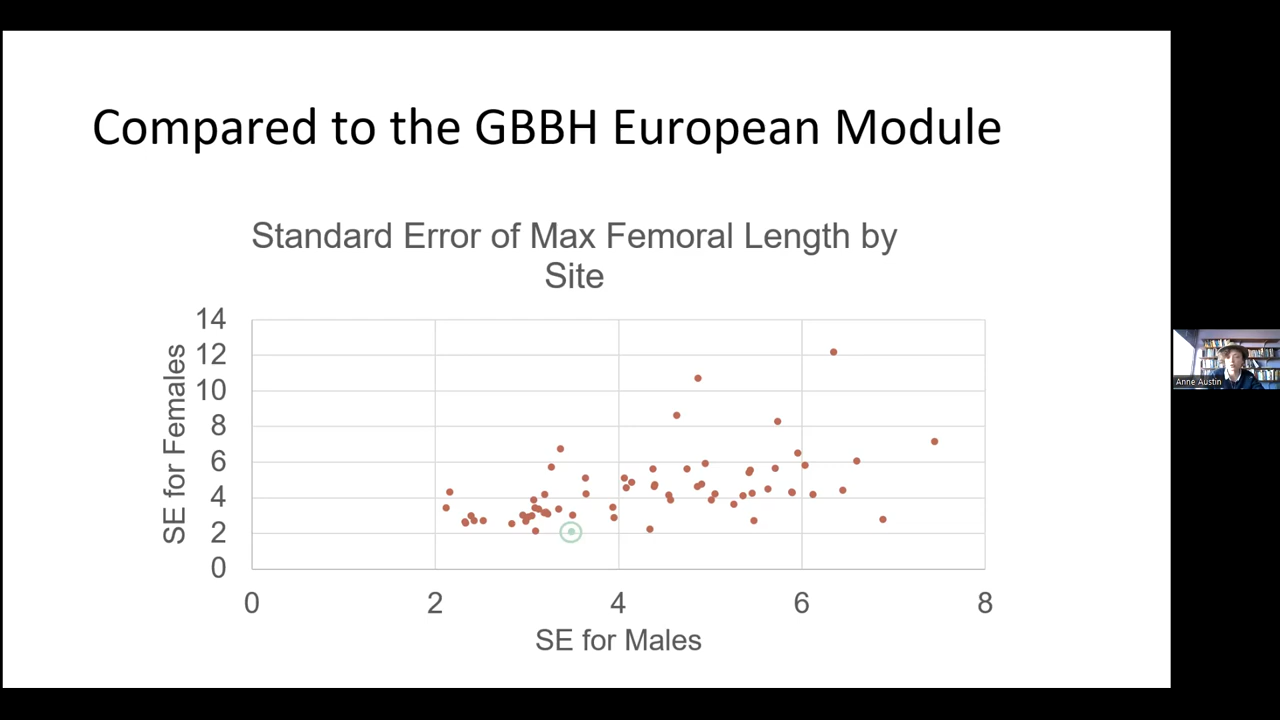 Compared to the GBBH European Module
Standard Error of Max Femoral Length by
Site
14
12
10
8
6
4
2
0
SE for Females
0 2 4 6 8
SE for Males
Anne Austin